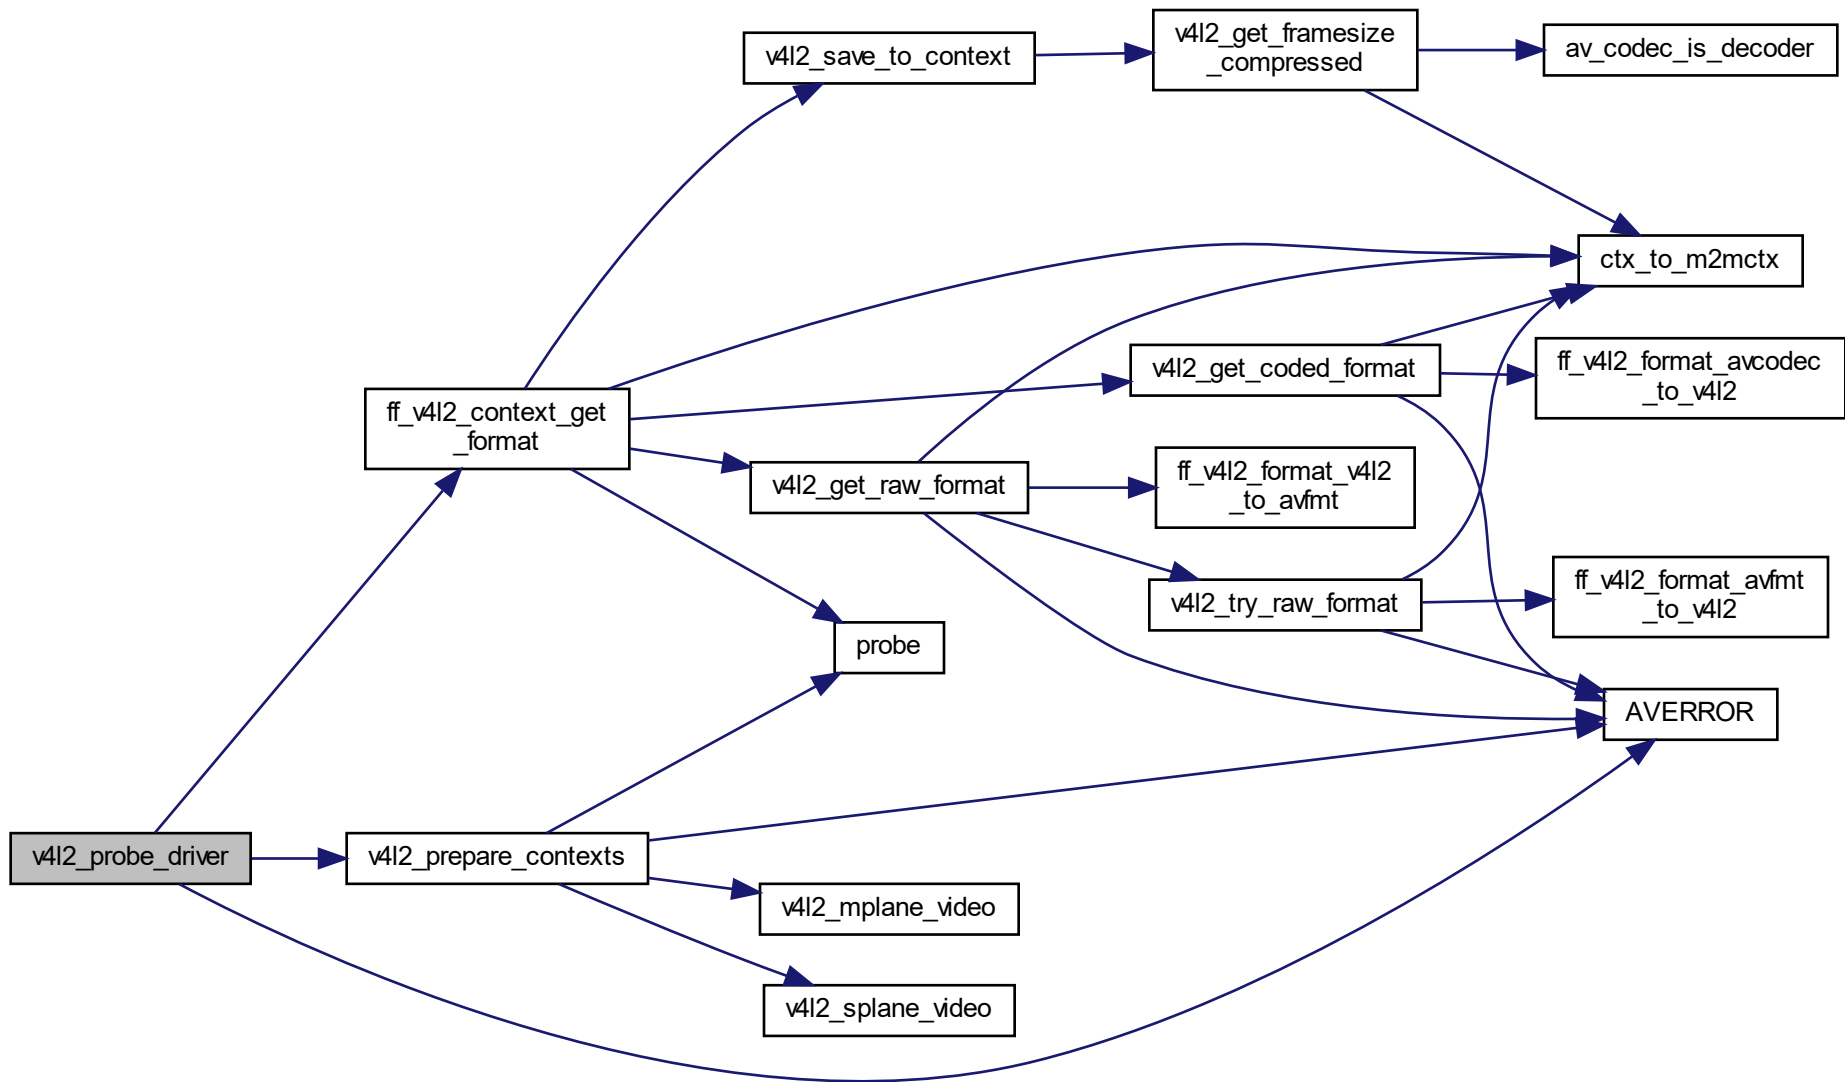 v4l2_get_framesize
_compressed
av_codec_is_decoder
v4l2_save_to_context
ctx_to_m2mctx
v4l2_get_coded_format
ff_v4l2_format_avcodec
_to_v4l2
ff_v4l2_context_get
_format
v4l2_get_raw_format
ff_v4l2_format_v4l2
_to_avfmt
v4l2_try_raw_format
ff_v4l2_format_avfmt
_to_v4l2
probe
AVERROR
v4l2_probe_driver
v4l2_prepare_contexts
v4l2_mplane_video
v4l2_splane_video